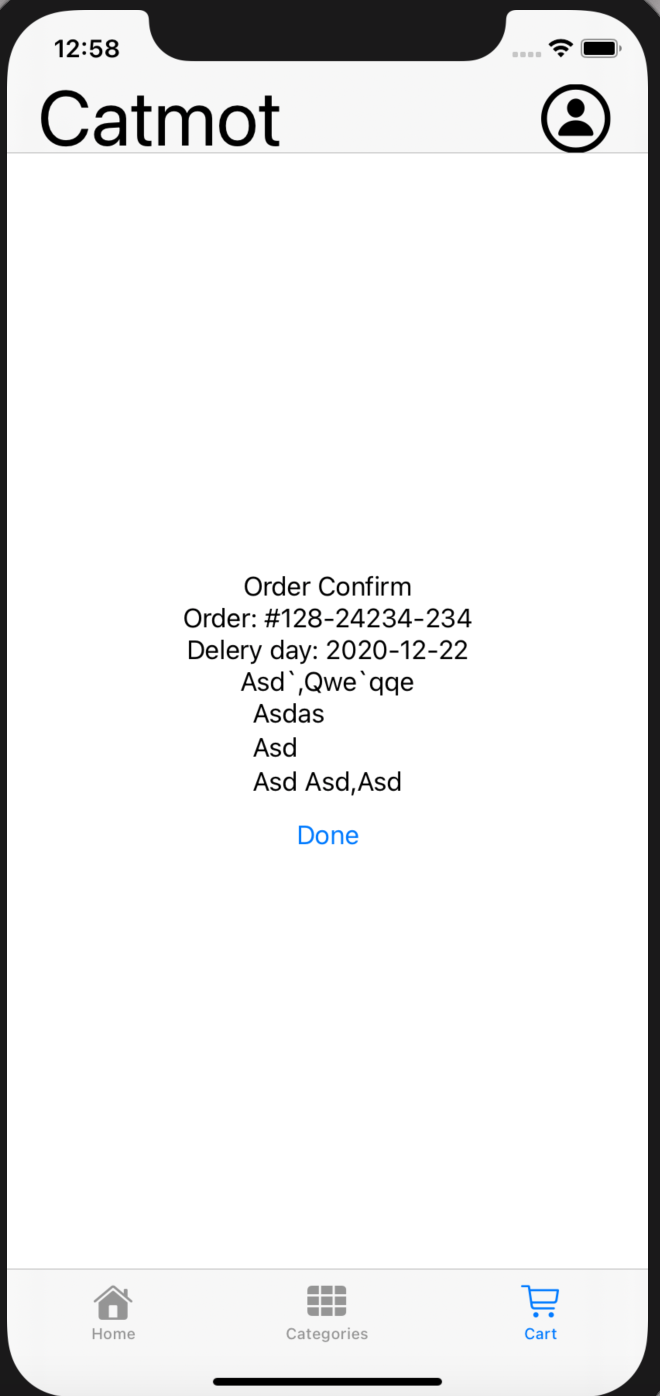 12:58
Catmot
Order Confirm
Order: #128-24234-234
Delery day: 2020-12-22
Asd`,Qwe`qqe
Asdas
Asd
Asd Asd,Asd
Done
Home
Categories
Cart